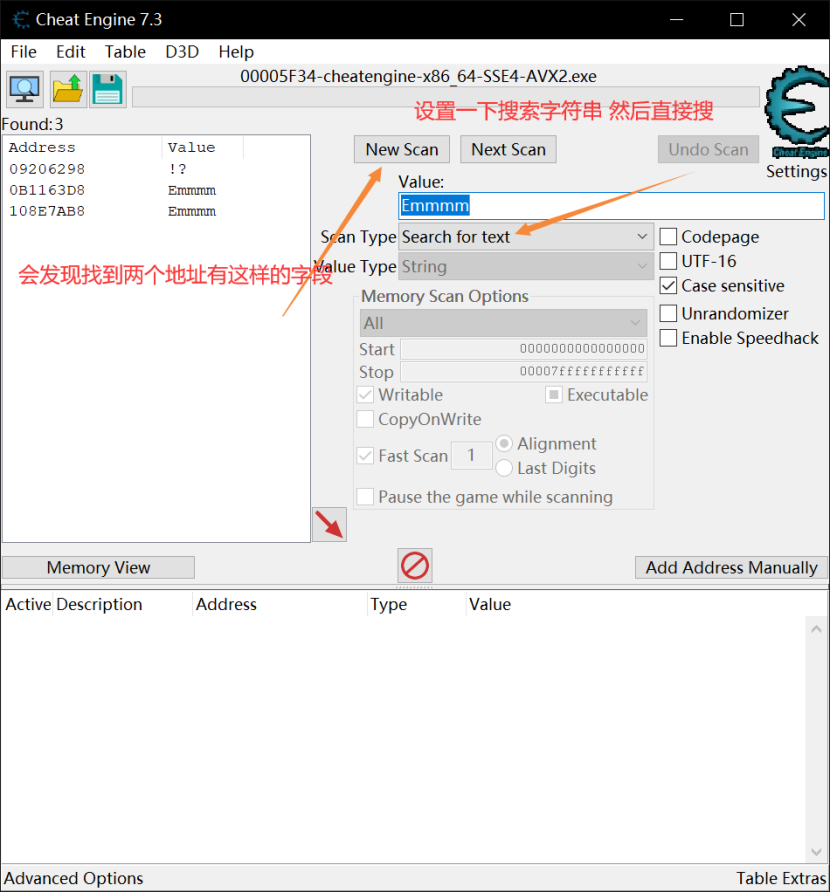 Cheat Engine 7.3
File Edit Table D3D Help
00005F34-cheatengine-x86_64-SSE4-AVX2.exe
设置一下搜索字符串 然后直接搜
Cheat Engine
Found:3
New Scan Next Scan Undo Scan
Settings
Address Value
09206298 !?
0B1163D8 Emmmm
108E7AB8 Emmmm
会发现找到两个地址有这样的字段
Value:
Emmmm
Scan Type Search for text
Value Type String
Codepage
UTF-16
Case sensitive
Unrandomizer
Enable Speedhack
Memory Scan Options
All
Start 0000000000000000
Stop 00007fffffffffff
Writable Executable
CopyOnWrite
Fast Scan 1 Alignment
Last Digits
Pause the game while scanning
Memory View Add Address Manually
Active Description Address Type Value
Advanced Options Table Extras